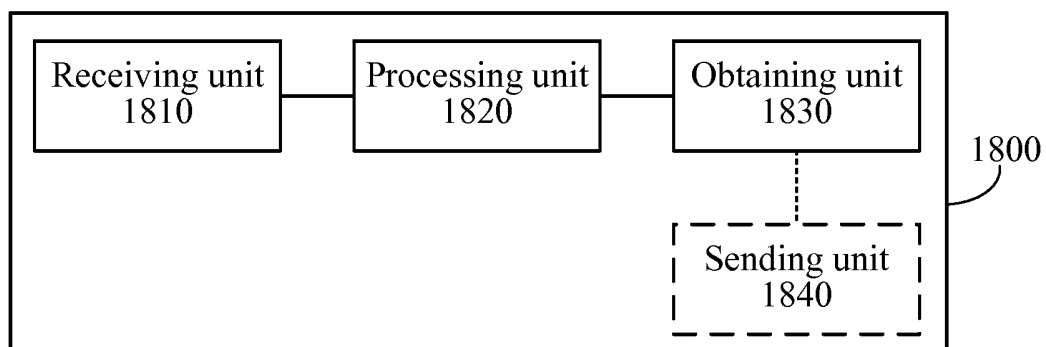 Receiving unit
1810
Processing unit
1820
Obtaining unit
1830
1800
Sending unit
1840